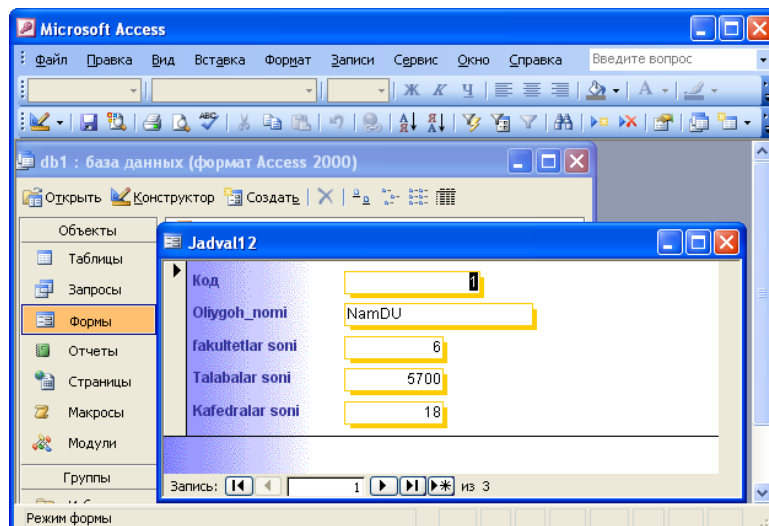 Microsoft Access
Файл Правка Вид Вставка Формат Записи Сервис Окно Справка Введите вопрос
Ж К Ч A
ABC А Я Я А
db1 : база данных (формат Access 2000)
Открыть Конструктор Создать
Объекты
Таблицы
Запросы
Формы
Отчеты
Страницы
Макросы
Модули
Группы
Jadval12
Код 1
Oliygoh_nomi NamDU
fakultetlar soni 6
Talabalar soni 5700
Kafedralar soni 18
Запись: 1 из 3
Режим формы